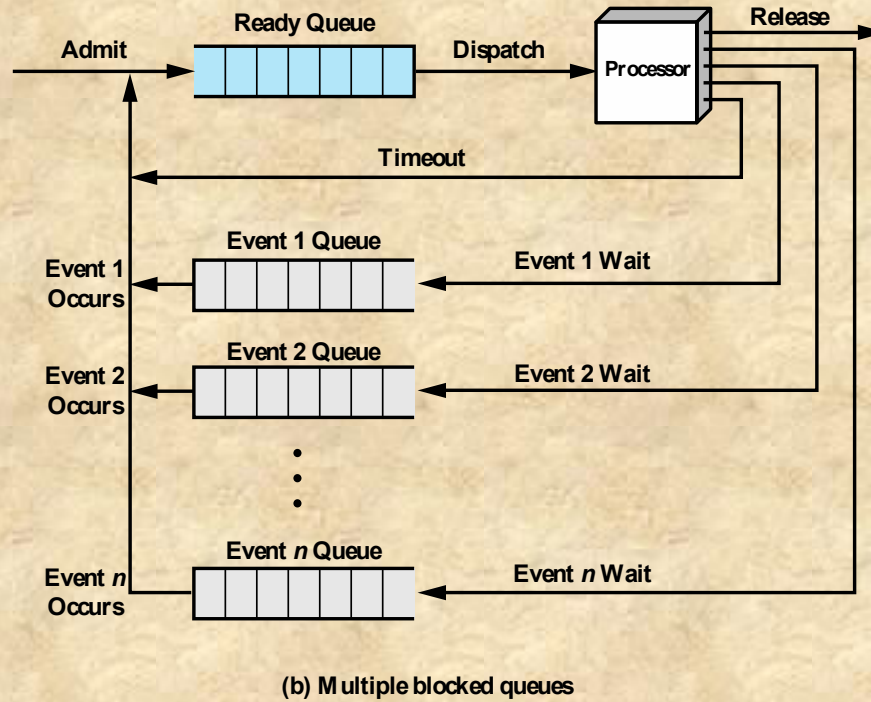 Ready Queue
Release
Admit
Dispatch
Processor
Timeout
Event 1 Queue
Event 1
Occurs
Event 1 Wait
Event 2 Queue
Event 2
Occurs
Event 2 Wait
Event n Queue
Event n
Occurs
Event n Wait
(b) Multiple blocked queues